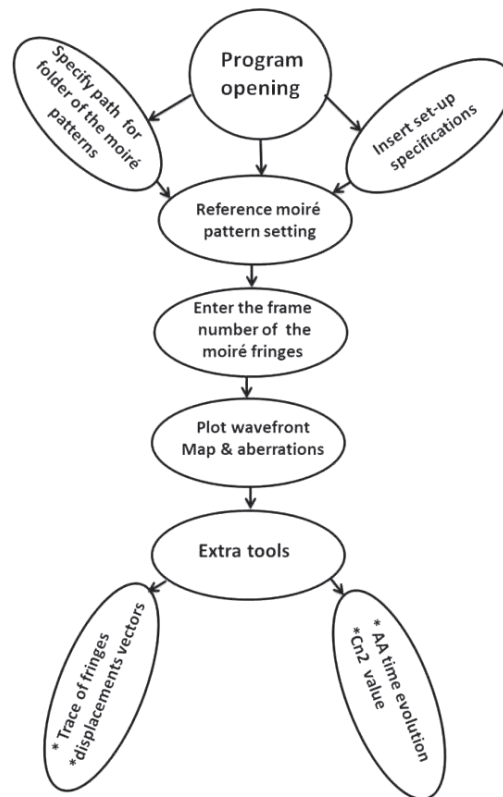 Program
opening
Specify path for
folder of the moiré
patterns
Insert set-up
specifications
Reference moiré
pattern setting
Enter the frame
number of the
moiré fringes
Plot wavefront
Map & aberrations
Extra tools
* Trace of fringes
*displacements vectors
* AA time evolution
*Cn2 value